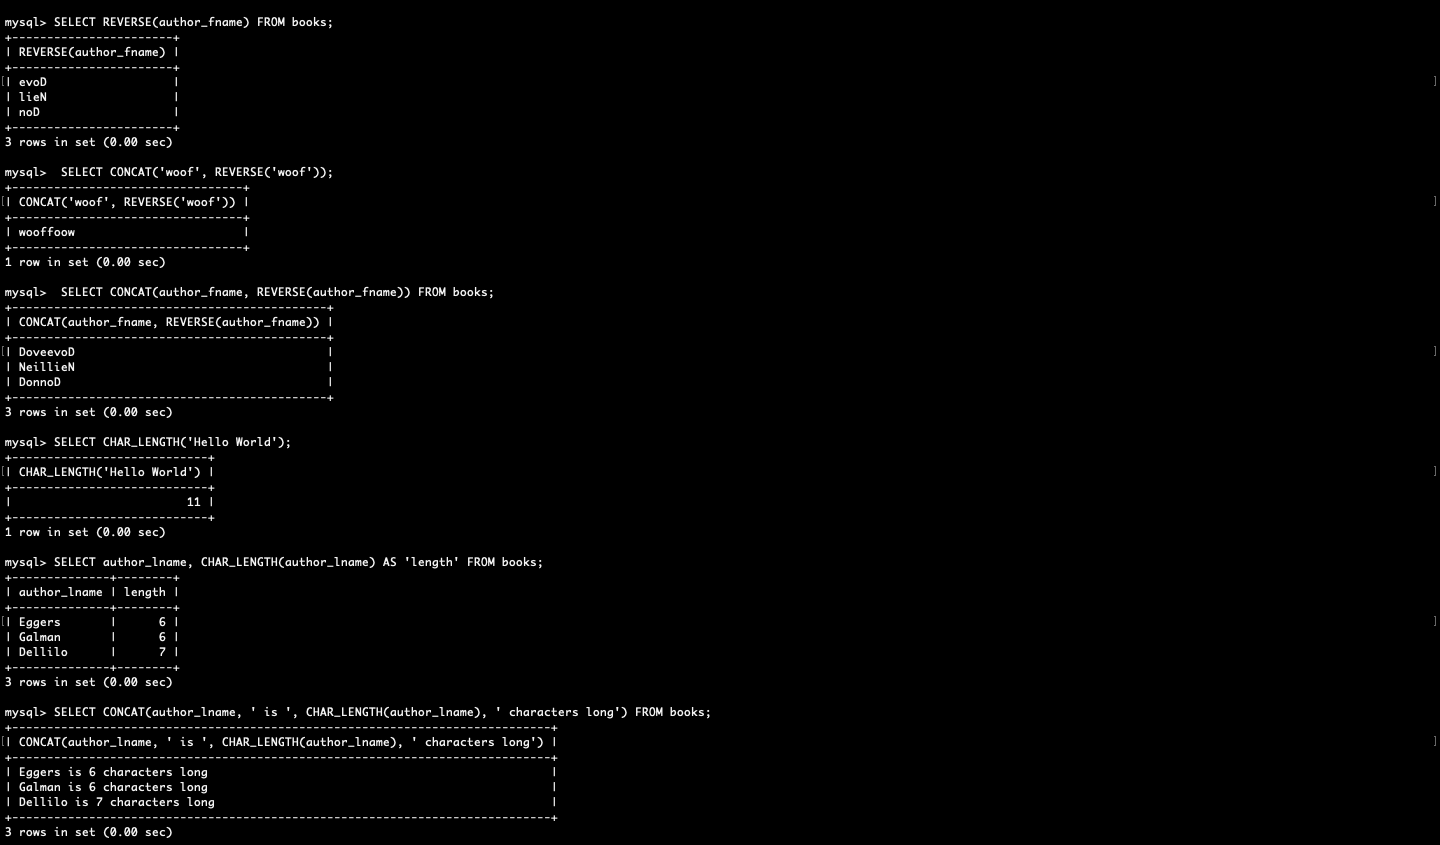 mysql> SELECT REVERSE(author_fname) FROM books;
+-----------------------+
| REVERSE(author_fname) |
+-----------------------+
| evoD                  |
| lieN                  |
| noD                   |
+-----------------------+
3 rows in set (0.00 sec)
mysql>  SELECT CONCAT('woof', REVERSE('woof'));
+---------------------------------+
| CONCAT('woof', REVERSE('woof')) |
+---------------------------------+
| wooffoow                        |
+---------------------------------+
1 row in set (0.00 sec)
mysql>  SELECT CONCAT(author_fname, REVERSE(author_fname)) FROM books;
+---------------------------------------------+
| CONCAT(author_fname, REVERSE(author_fname)) |
+---------------------------------------------+
| DoveevoD                                    |
| NeillieN                                    |
| DonnoD                                      |
+---------------------------------------------+
3 rows in set (0.00 sec)
mysql> SELECT CHAR_LENGTH('Hello World');
+----------------------------+
| CHAR_LENGTH('Hello World') |
+----------------------------+
|                         11 |
+----------------------------+
1 row in set (0.00 sec)
mysql> SELECT author_lname, CHAR_LENGTH(author_lname) AS 'length' FROM books;
+--------------+--------+
| author_lname | length |
+--------------+--------+
| Eggers       |      6 |
| Galman       |      6 |
| Dellilo      |      7 |
+--------------+--------+
3 rows in set (0.00 sec)
mysql> SELECT CONCAT(author_lname, ' is ', CHAR_LENGTH(author_lname), ' characters long') FROM books;
+-----------------------------------------------------------------------------+
| CONCAT(author_lname, ' is ', CHAR_LENGTH(author_lname), ' characters long') |
+-----------------------------------------------------------------------------+
| Eggers is 6 characters long                                                 |
| Galman is 6 characters long                                                 |
| Dellilo is 7 characters long                                                |
+-----------------------------------------------------------------------------+
3 rows in set (0.00 sec)